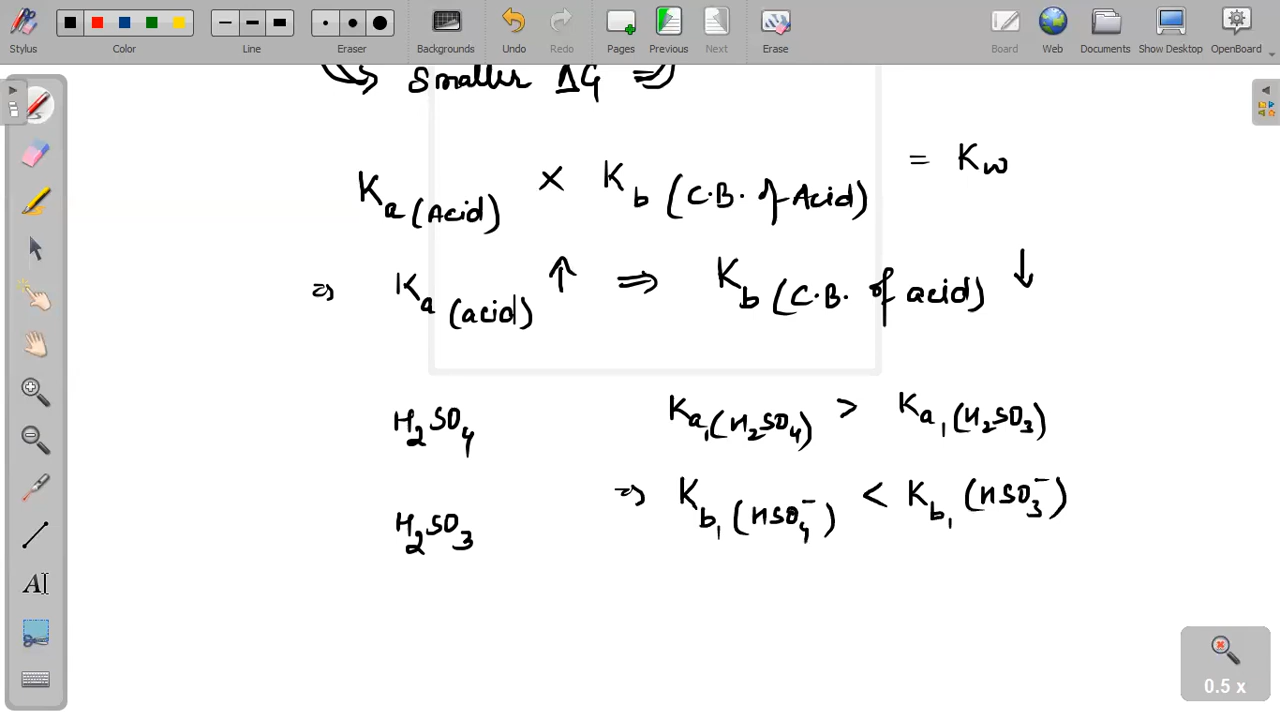 Stylus Color Line Eraser Backgrounds Undo Redo Pages Previous Next Erase Board Web Documents Show Desktop OpenBoard
Smaller ΔG ⇒
Ka (Acid) × Kb (C.B. of Acid) = Kw
⇒ Ka (acid) ↑ ⇒ Kb (C.B. of acid) ↓
H2SO4 Ka1 (H2SO4) > Ka1 (H2SO3)
⇒ Kb1 (HSO4⁻) < Kb1 (HSO3⁻)
H2SO3
0.5 x